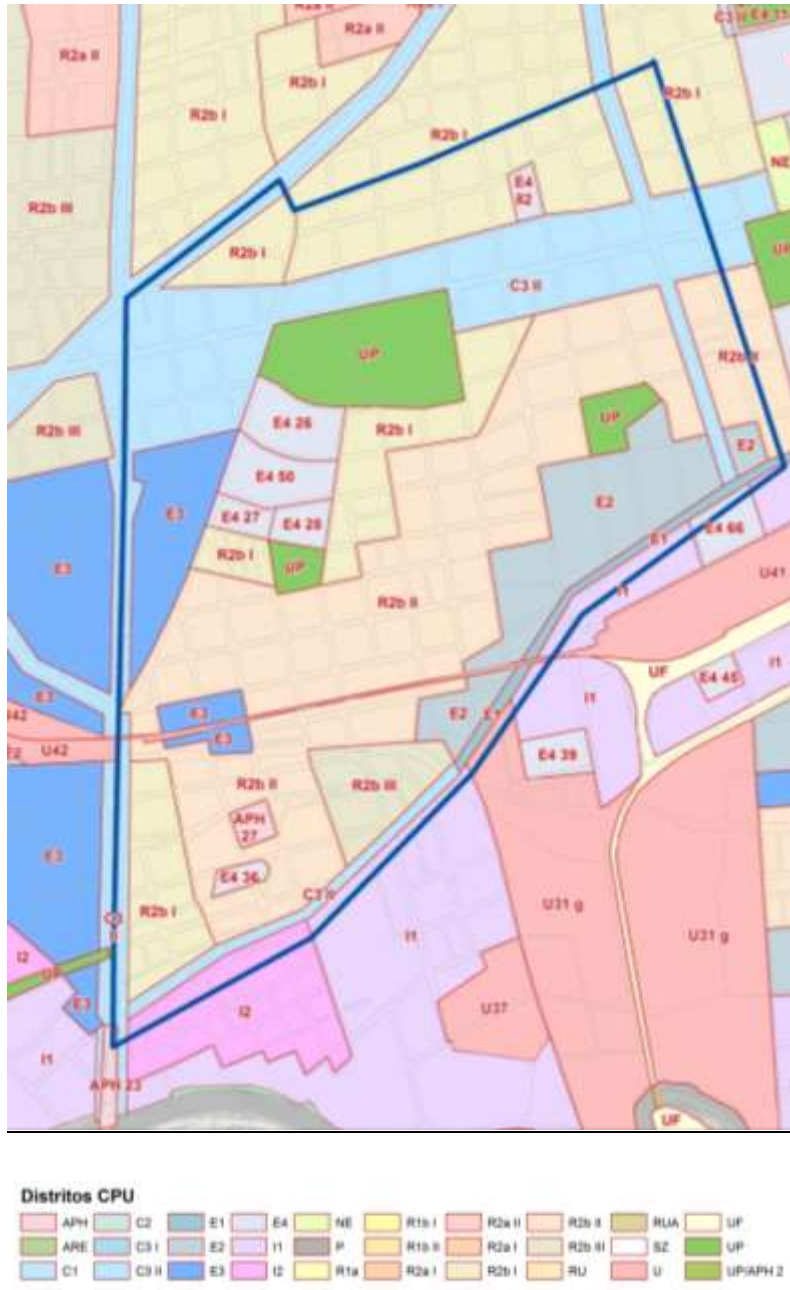 C3 II E4 15
R2a II
R2a II
R2b I
R2b I
R2b I
R2b I
NE
E4
82
R2b III
R2b I
UP
C3 II
UP
R2b II
R2b III
E4 26
R2b I
UP
E2
E4 50
E2
E3
E4 27
E4 28
E1
E4 66
R2b I
UP
E3
I1
U41
R2b II
UF
E4 45
I1
E3
I1
U42
E3
E2
E1
U42
E3
E4 39
R2b II
R2b III
APH
27
E3
E4 36
C3 II
R2b I
U31 g
U31 g
I1
I2
UP
E3
I2
U37
I1
APH 23
UF
Distritos CPU
APH C2 E1 E4 NE R1b I R2a II R2b II RUA UF
ARE C3 I E2 I1 P R1b II R2a I R2b III SZ UP
C1 C3 II E3 I2 R1a R2a I R2b I RU U UP/APH 2